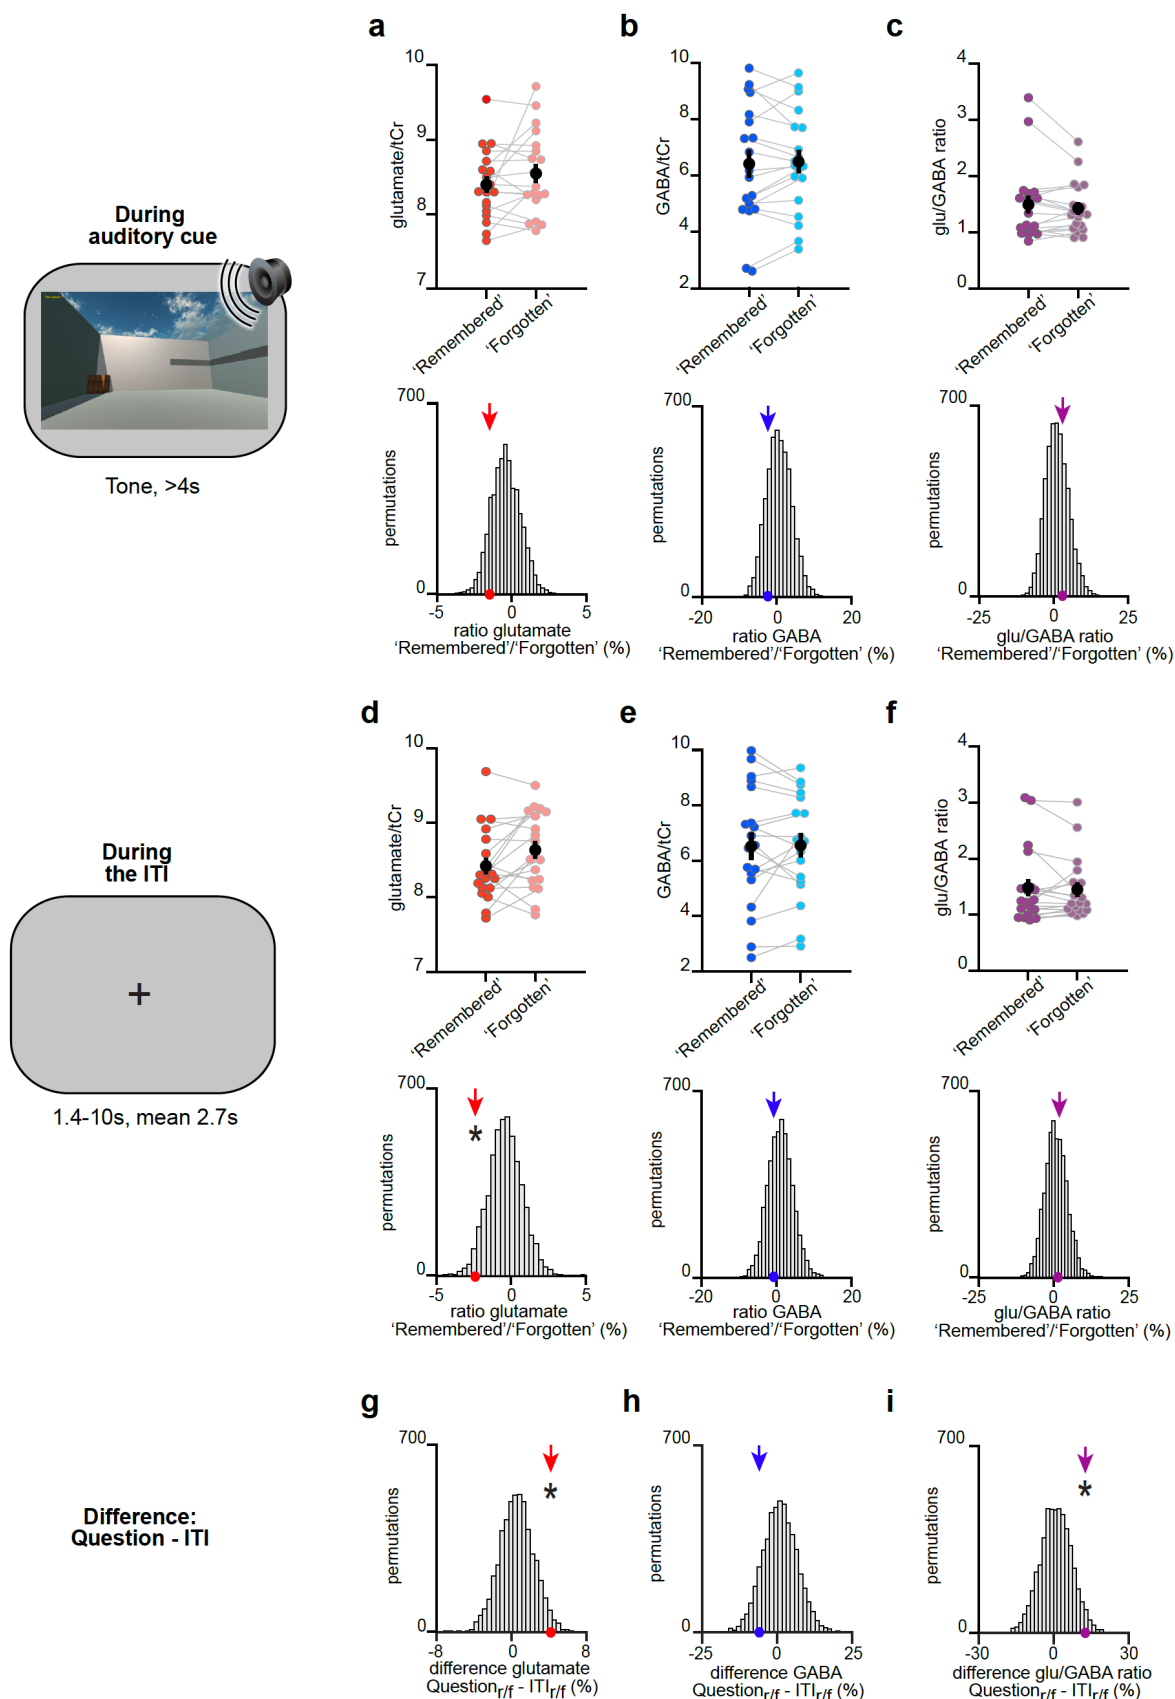 a
b
c
10
9
8
7
glutamate/tCr
'Remembered'
'Forgotten'
10
8
6
4
2
GABA/tCr
'Remembered'
'Forgotten'
4
3
2
1
0
glu/GABA ratio
'Remembered'
'Forgotten'
During
auditory cue
Tone, >4s
700
0
permutations
-5
0
5
ratio glutamate
'Remembered'/'Forgotten' (%)
700
0
permutations
-20
0
20
ratio GABA
'Remembered'/'Forgotten' (%)
700
0
permutations
-25
0
25
glu/GABA ratio
'Remembered'/'Forgotten' (%)
d
e
f
10
9
8
7
glutamate/tCr
'Remembered'
'Forgotten'
10
8
6
4
2
GABA/tCr
'Remembered'
'Forgotten'
4
3
2
1
0
glu/GABA ratio
'Remembered'
'Forgotten'
During
the ITI
+
1.4-10s, mean 2.7s
700
0
permutations
*
-5
0
5
ratio glutamate
'Remembered'/'Forgotten' (%)
700
0
permutations
-20
0
20
ratio GABA
'Remembered'/'Forgotten' (%)
700
0
permutations
-25
0
25
glu/GABA ratio
'Remembered'/'Forgotten' (%)
g
h
i
Difference:
Question - ITI
700
0
permutations
*
-8
0
8
difference glutamate
Question r/f - ITI r/f (%)
700
0
permutations
-25
0
25
difference GABA
Question r/f - ITI r/f (%)
700
0
permutations
*
-30
0
30
difference glu/GABA ratio
Question r/f - ITI r/f (%)